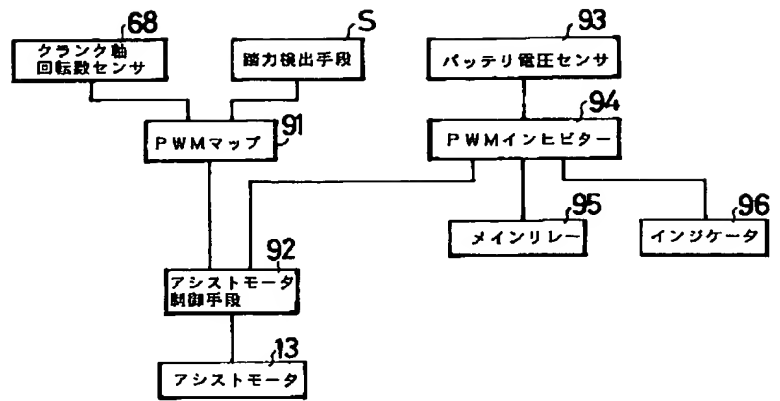 68
クランク軸
回転数センサ
S
踏力検出手段
93
バッテリ電圧センサ
91
PWMマップ
94
PWMインヒビター
95
メインリレー
96
インジケータ
92
アシストモータ
制御手段
13
アシストモータ